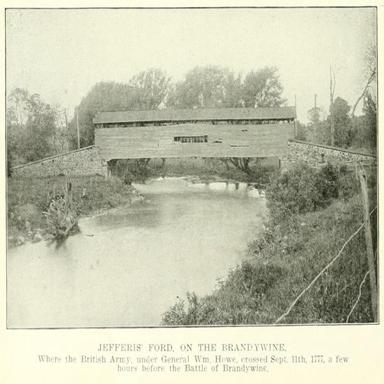 JEFFERIS' FORD, ON THE BRANDYWINE.
Where the British Army, under General Wm. Howe, crossed Sept. 11th, 1777, a few
hours before the Battle of Brandywine.